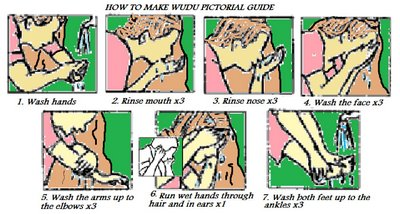 HOW TO MAKE WUDU PICTORIAL GUIDE
1. Wash hands
2. Rinse mouth x3
3. Rinse nose x3
4. Wash the face x3
5. Wash the arms up to
the elbows x3
6. Run wet hands through
hair and in ears x1
7. Wash both feet up to the
ankles x3